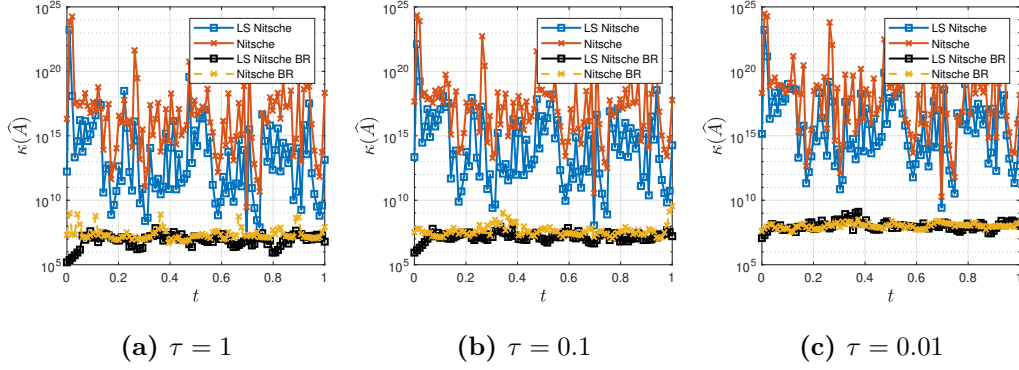 10^25
10^20
10^15
10^10
10^5
κ(Â)
LS Nitsche
Nitsche
LS Nitsche BR
Nitsche BR
0
0.2
0.4
0.6
0.8
1
t
(a) τ = 1
10^25
10^20
10^15
10^10
10^5
κ(Â)
LS Nitsche
Nitsche
LS Nitsche BR
Nitsche BR
0
0.2
0.4
0.6
0.8
1
t
(b) τ = 0.1
10^25
10^20
10^15
10^10
10^5
κ(Â)
LS Nitsche
Nitsche
LS Nitsche BR
Nitsche BR
0
0.2
0.4
0.6
0.8
1
t
(c) τ = 0.01